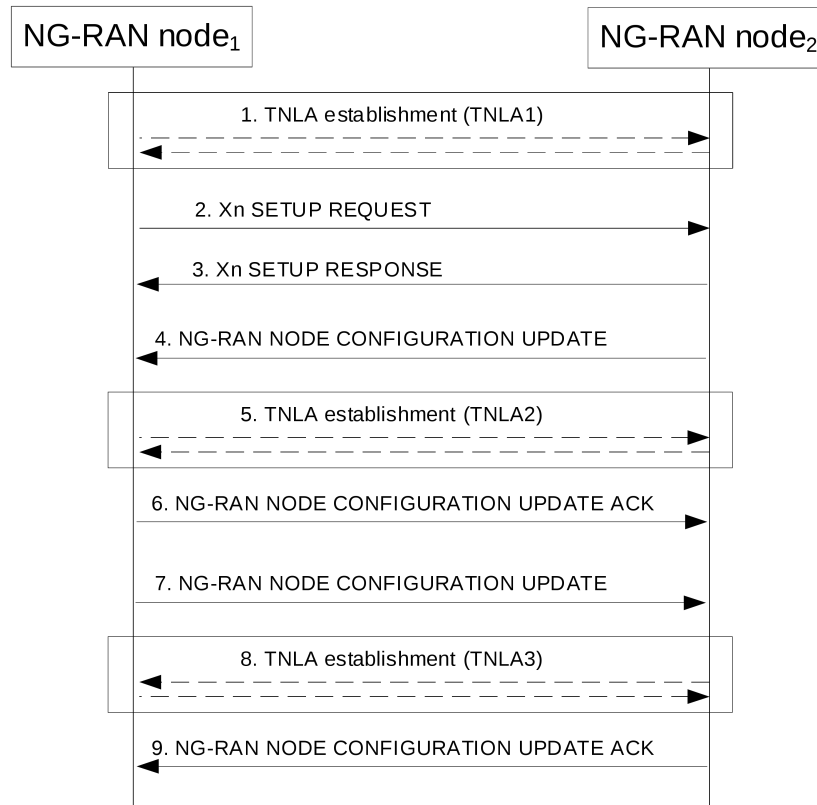 NG-RAN node₁
NG-RAN node₂
1. TNLA establishment (TNLA1)
2. Xn SETUP REQUEST
3. Xn SETUP RESPONSE
4. NG-RAN NODE CONFIGURATION UPDATE
5. TNLA establishment (TNLA2)
6. NG-RAN NODE CONFIGURATION UPDATE ACK
7. NG-RAN NODE CONFIGURATION UPDATE
8. TNLA establishment (TNLA3)
9. NG-RAN NODE CONFIGURATION UPDATE ACK